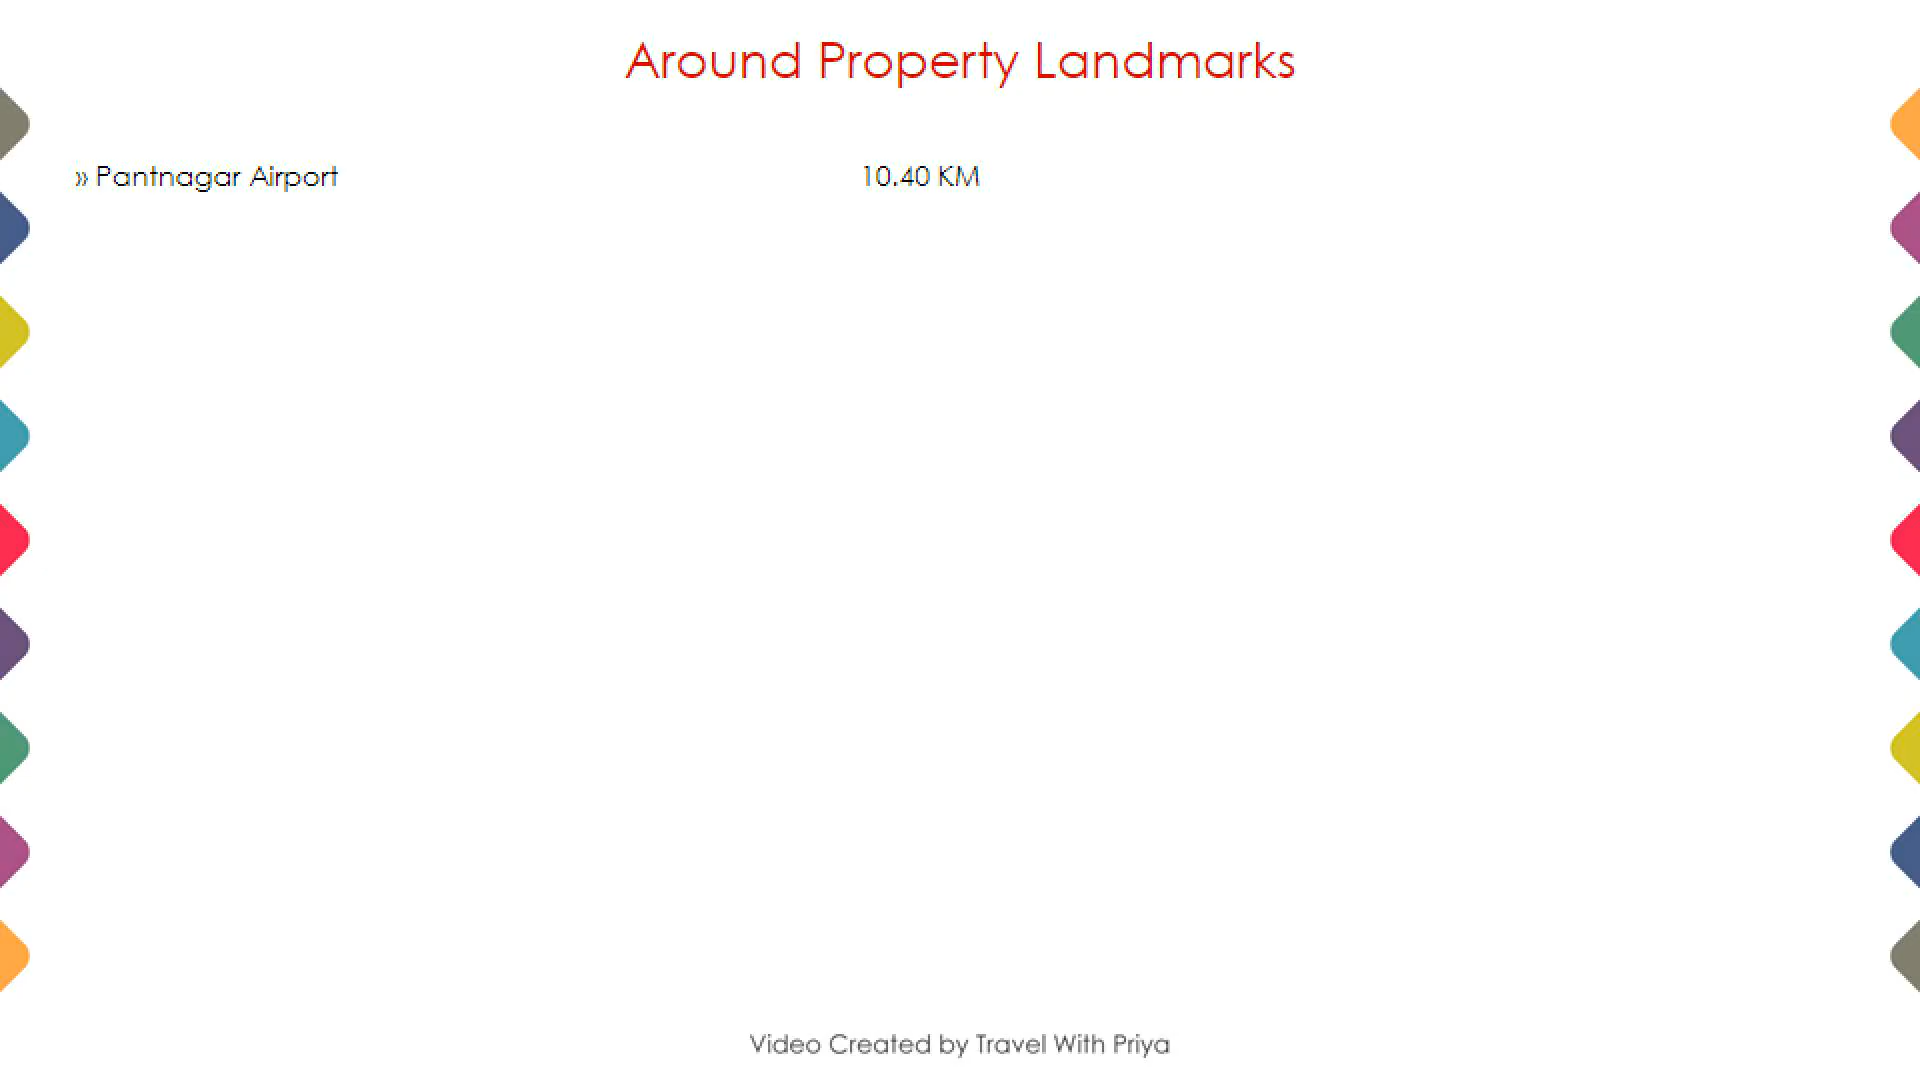 Around Property Landmarks
» Pantnagar Airport 10.40 KM
Video Created by Travel With Priya